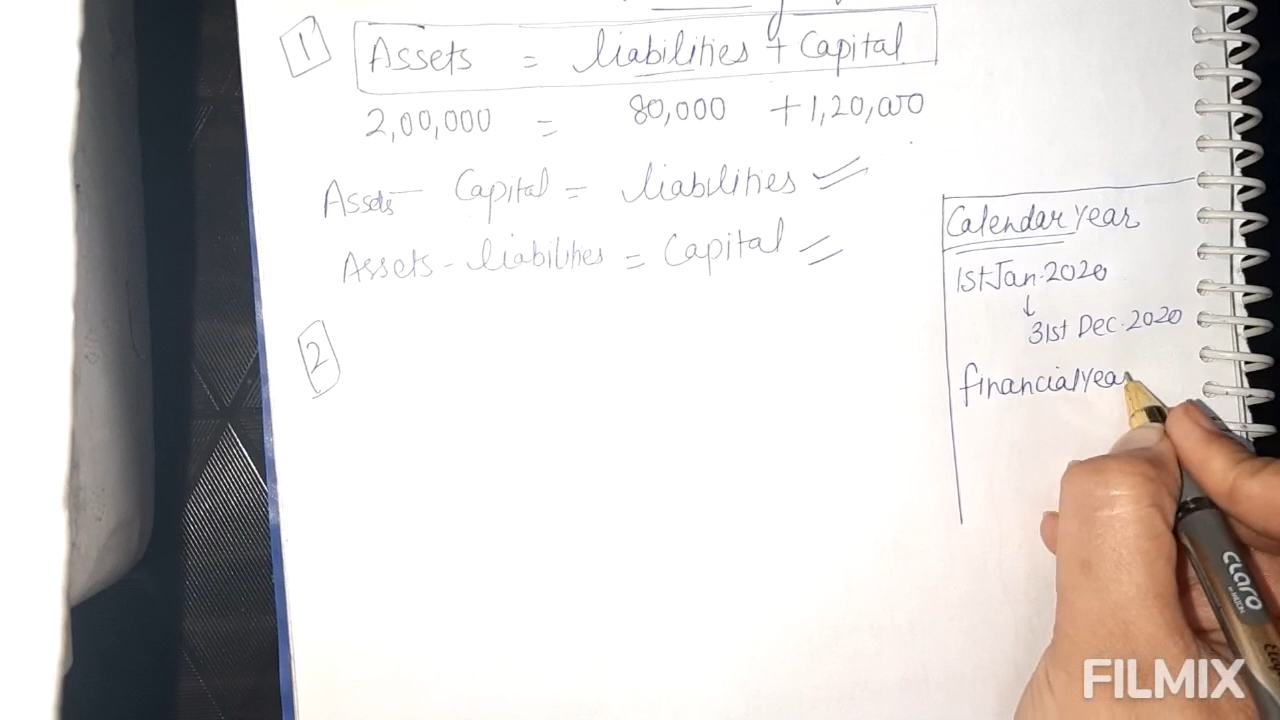 1
Assets = Liabilities + Capital
2,00,000 = 80,000 + 1,20,000
Assets - Capital = Liabilities
Assets - Liabilities = Capital
2
Calendar Year
1st Jan. 2020
↓
31st Dec. 2020
financial year
CLARO
FILMIX